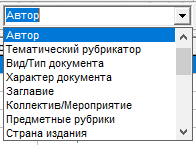 Автор
Автор
Тематический рубрикатор
Вид/Тип документа
Характер документа
Заглавие
Коллектив/Мероприятие
Предметные рубрики
Страна издания